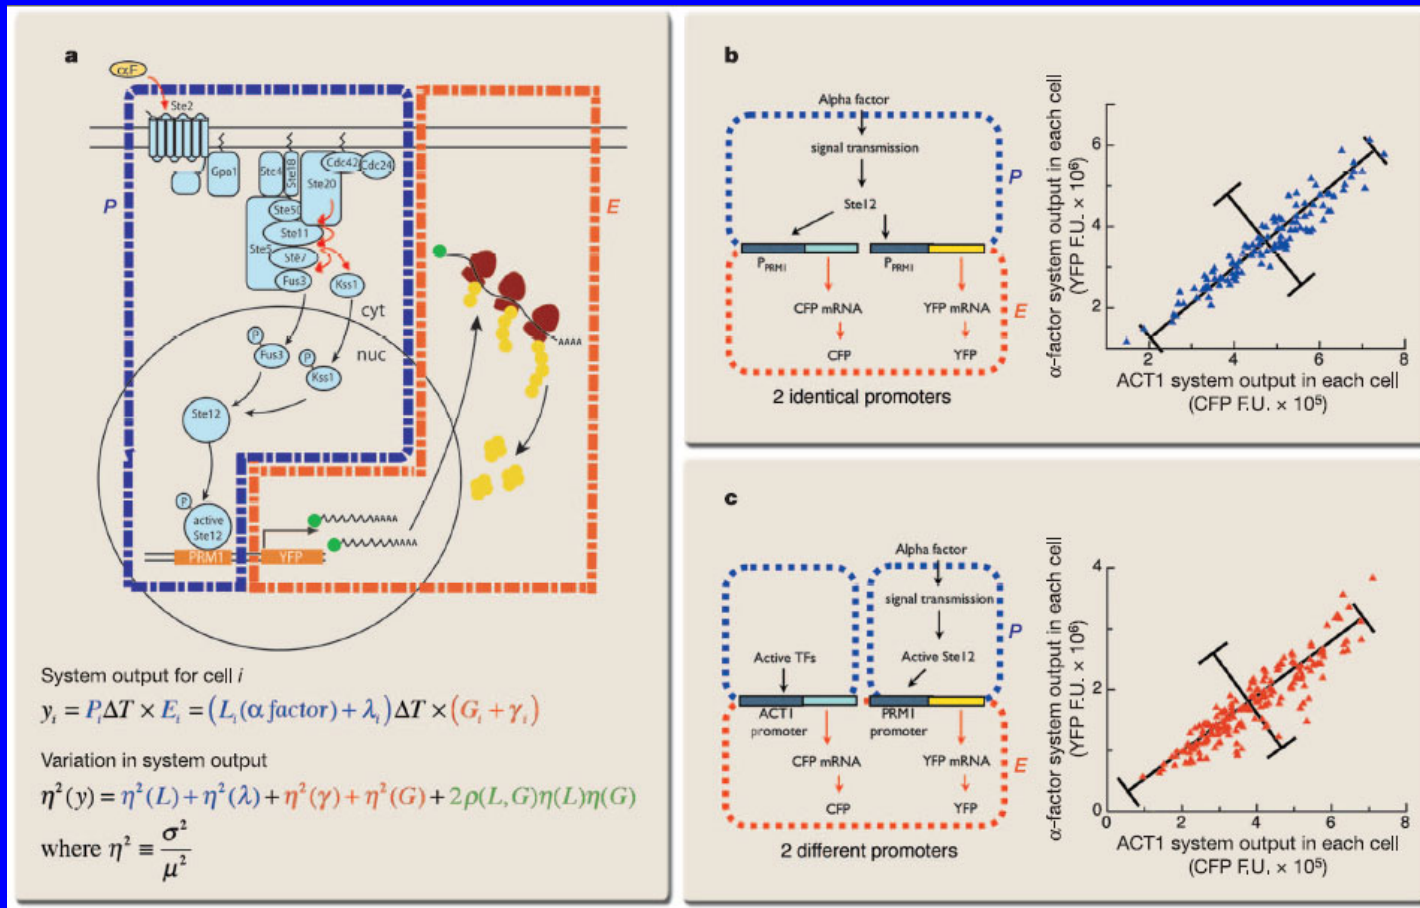 a
αF
Ste2
Gpa1
Ste4
Ste18
Cdc42
Cdc24
Ste20
P
E
Ste50
Ste11
Ste5
Ste7
Fus3
Kss1
cyt
nuc
P
Fus3
P
Kss1
Ste12
AAAA
P
active
Ste12
PRM1
YFP
AAAA
AAAA
System output for cell i
yᵢ = PᵢΔT × Eᵢ = (Lᵢ(α factor) + λᵢ)ΔT × (Gᵢ + γᵢ)
Variation in system output
η²(y) = η²(L) + η²(λ) + η²(γ) + η²(G) + 2ρ(L, G)η(L)η(G)
where η² ≡ σ²/μ²
b
Alpha factor
signal transmission
P
Ste12
P PRM1
P PRM1
CFP mRNA
YFP mRNA
E
CFP
YFP
2 identical promoters
α-factor system output in each cell
(YFP F.U. × 10⁶)
6
4
2
2 4 6 8
ACT1 system output in each cell
(CFP F.U. × 10⁵)
c
Alpha factor
signal transmission
P
Active TFs
Active Ste12
ACT1
promoter
PRM1
promoter
CFP mRNA
YFP mRNA
E
CFP
YFP
2 different promoters
α-factor system output in each cell
(YFP F.U. × 10⁶)
4
2
0
0 2 4 6 8
ACT1 system output in each cell
(CFP F.U. × 10⁵)